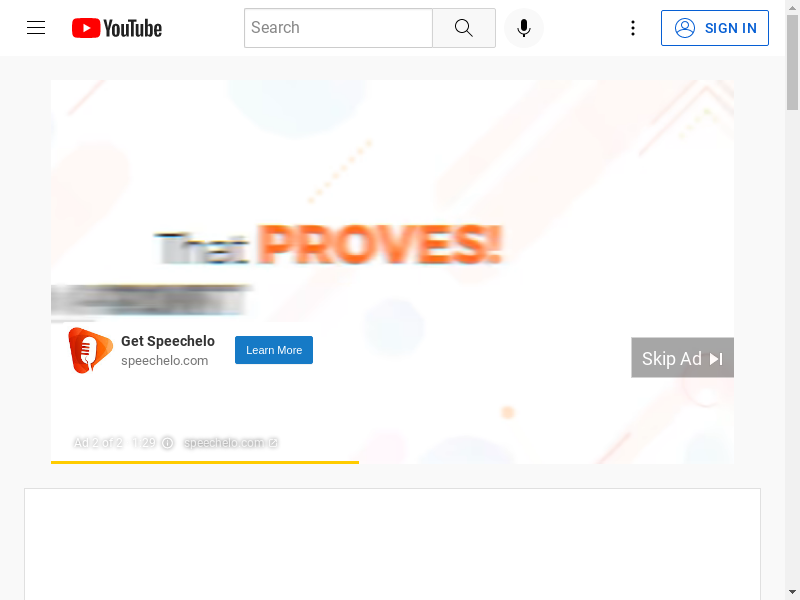 YouTube
Search
SIGN IN
That PROVES!
Get Speechelo
speechelo.com
Learn More
Skip Ad
Ad 2 of 2 · 1:29
speechelo.com